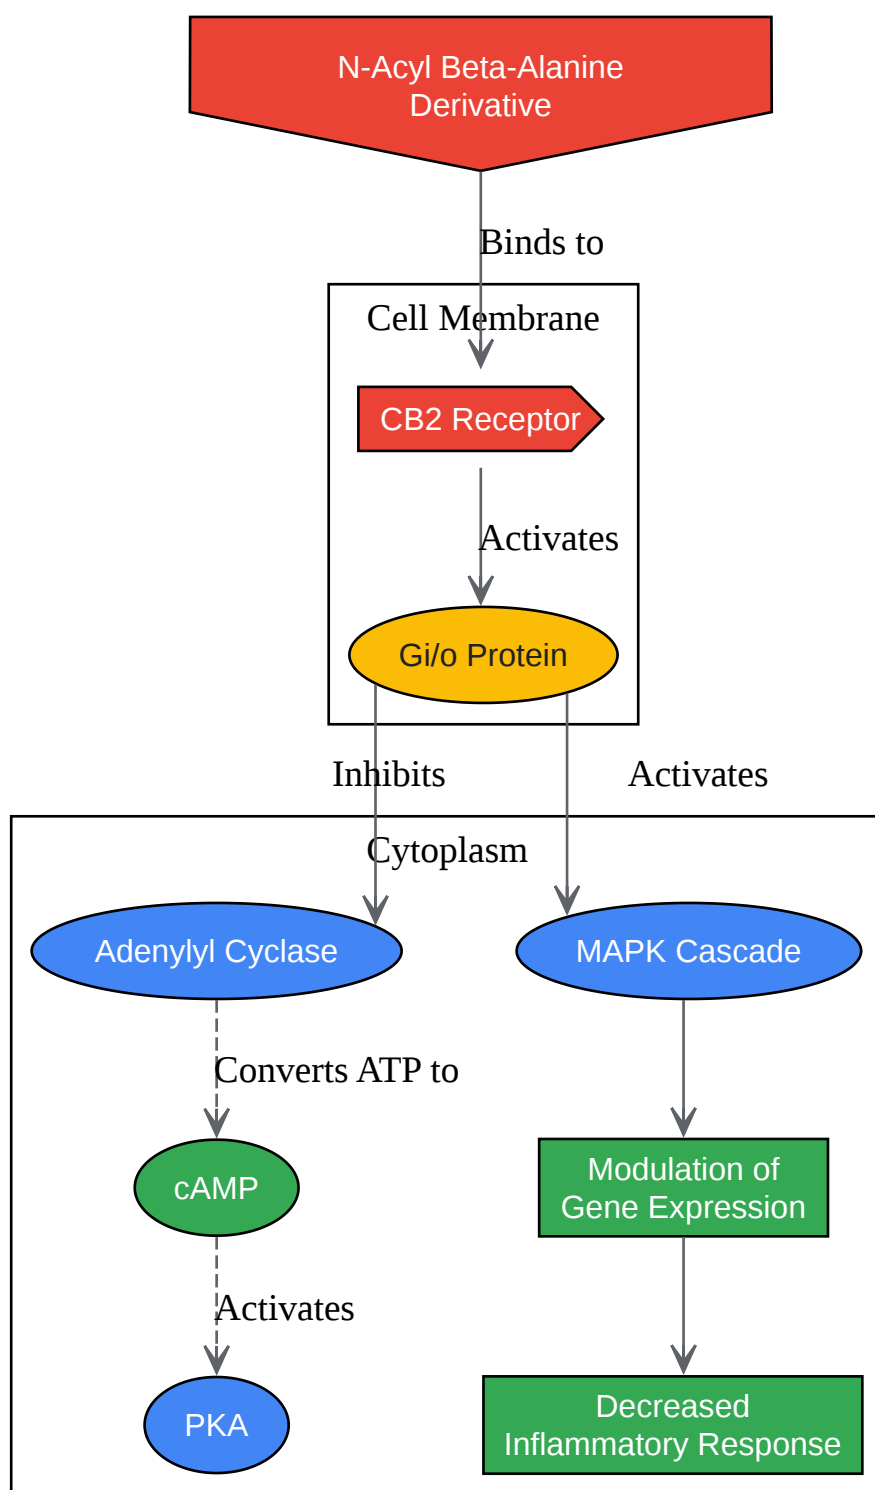 N-Acyl Beta-Alanine
Derivative
Binds to
Cell Membrane
CB2 Receptor
Activates
Gi/o Protein
Inhibits
Activates
Cytoplasm
Adenylyl Cyclase
MAPK Cascade
Converts ATP to
cAMP
Modulation of
Gene Expression
Activates
PKA
Decreased
Inflammatory Response